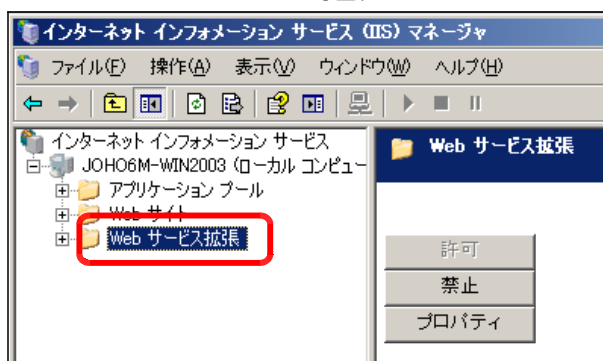 インターネット インフォメーション サービス (IIS) マネージャ
ファイル(F) 操作(A) 表示(V) ウィンドウ(W) ヘルプ(H)
インターネット インフォメーション サービス
JOHO6M-WIN2003 (ローカル コンピュー
アプリケーション プール
Web サイト
Web サービス拡張
Web サービス拡張
許可
禁止
プロパティ